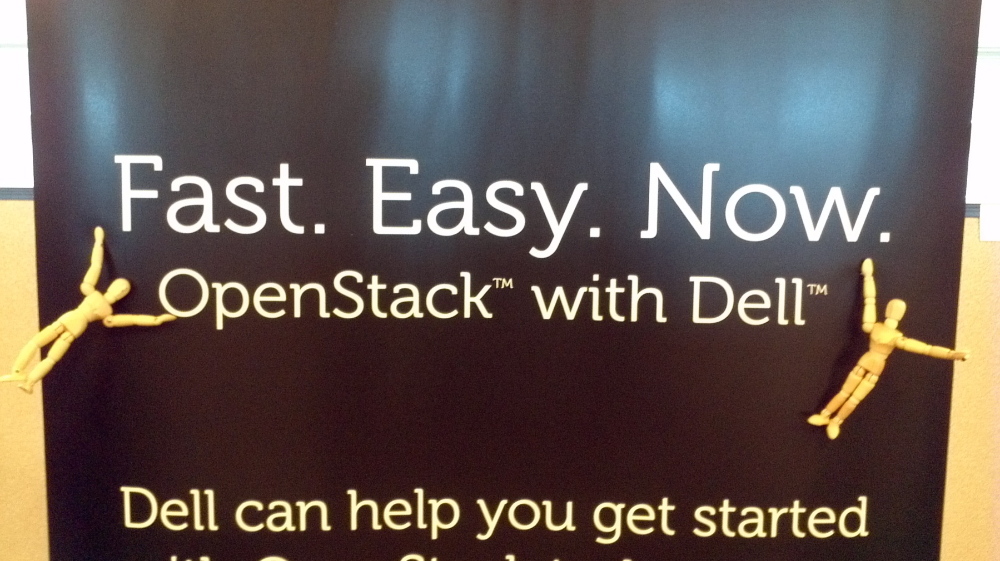 Fast. Easy. Now.
OpenStack™ with Dell™
Dell can help you get started